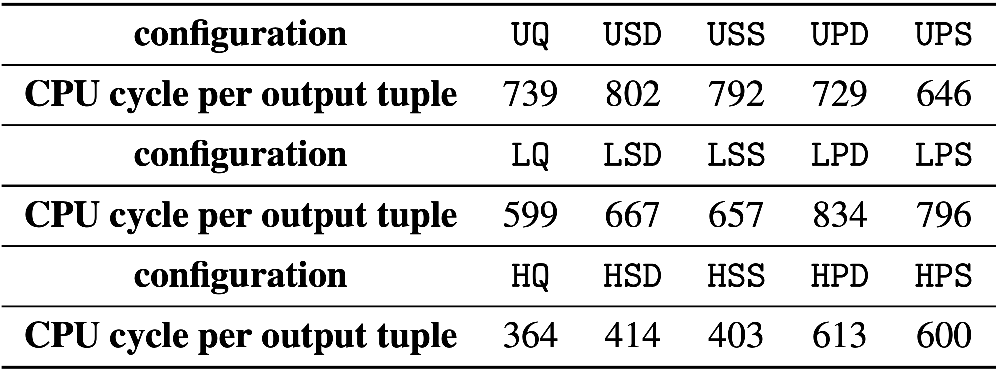 configuration UQ USD USS UPD UPS
CPU cycle per output tuple 739 802 792 729 646
configuration LQ LSD LSS LPD LPS
CPU cycle per output tuple 599 667 657 834 796
configuration HQ HSD HSS HPD HPS
CPU cycle per output tuple 364 414 403 613 600